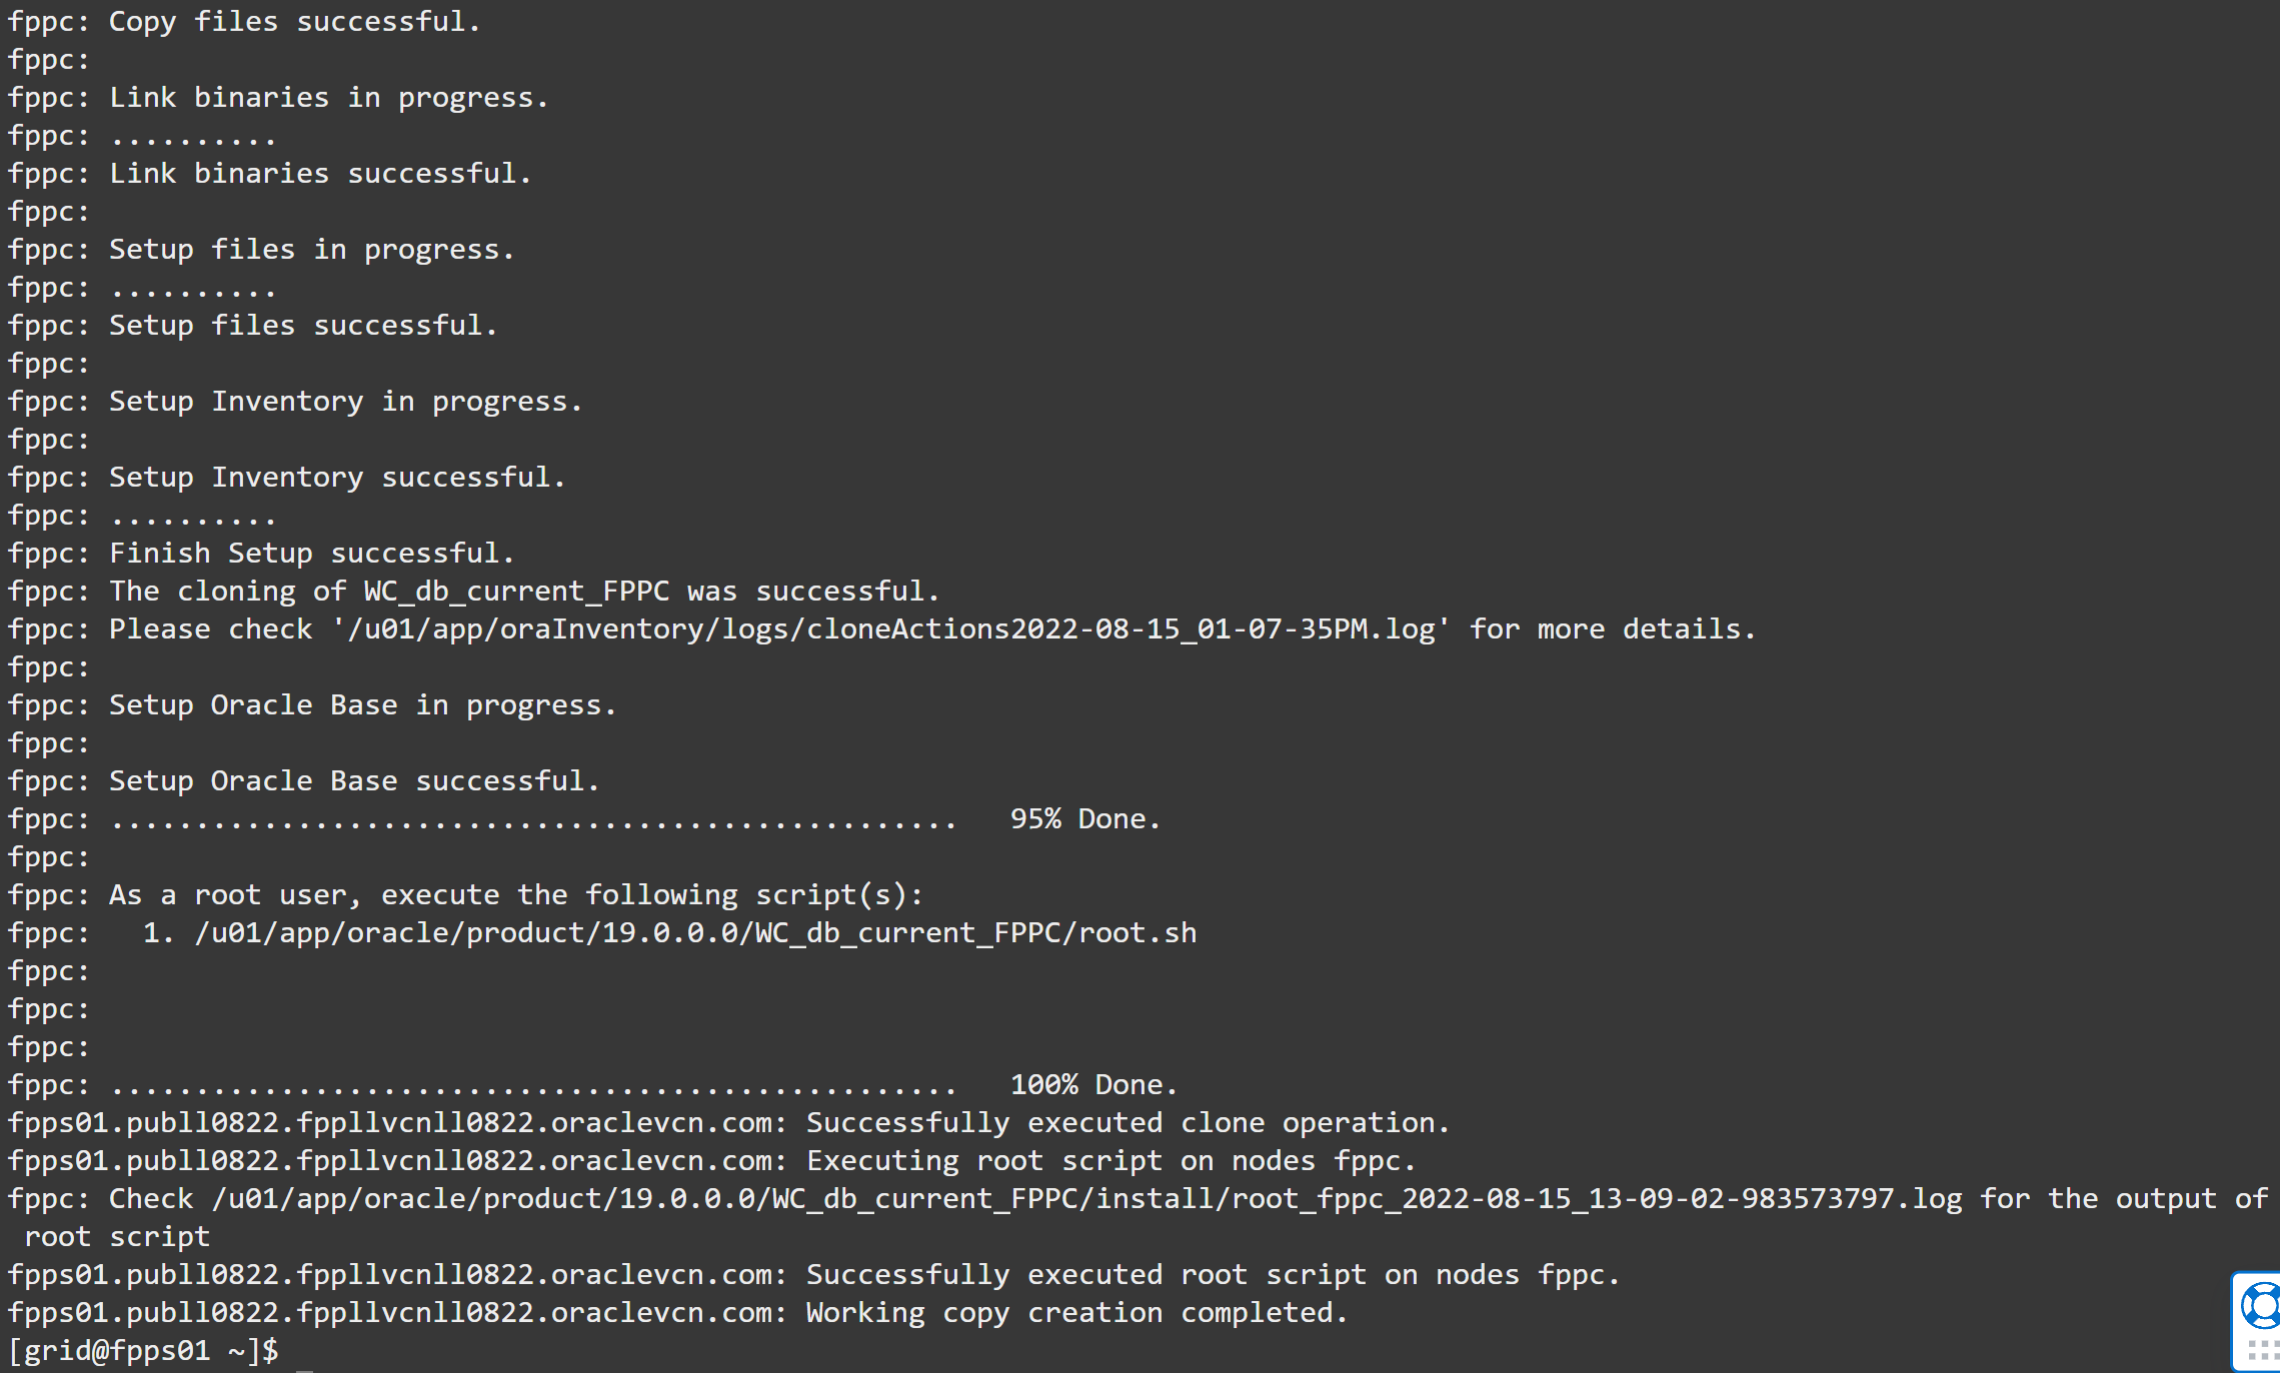 fppc: Copy files successful.
fppc:
fppc: Link binaries in progress.
fppc: ..........
fppc: Link binaries successful.
fppc:
fppc: Setup files in progress.
fppc: ..........
fppc: Setup files successful.
fppc:
fppc: Setup Inventory in progress.
fppc:
fppc: Setup Inventory successful.
fppc: ..........
fppc: Finish Setup successful.
fppc: The cloning of WC_db_current_FPPC was successful.
fppc: Please check '/u01/app/oraInventory/logs/cloneActions2022-08-15_01-07-35PM.log' for more details.
fppc:
fppc: Setup Oracle Base in progress.
fppc:
fppc: Setup Oracle Base successful.
fppc: ..................................................   95% Done.
fppc:
fppc: As a root user, execute the following script(s):
fppc:   1. /u01/app/oracle/product/19.0.0.0/WC_db_current_FPPC/root.sh
fppc:
fppc:
fppc:
fppc: ..................................................   100% Done.
fpps01.publl0822.fppllvcnll0822.oraclevcn.com: Successfully executed clone operation.
fpps01.publl0822.fppllvcnll0822.oraclevcn.com: Executing root script on nodes fppc.
fppc: Check /u01/app/oracle/product/19.0.0.0/WC_db_current_FPPC/install/root_fppc_2022-08-15_13-09-02-983573797.log for the output of
 root script
fpps01.publl0822.fppllvcnll0822.oraclevcn.com: Successfully executed root script on nodes fppc.
fpps01.publl0822.fppllvcnll0822.oraclevcn.com: Working copy creation completed.
[grid@fpps01 ~]$